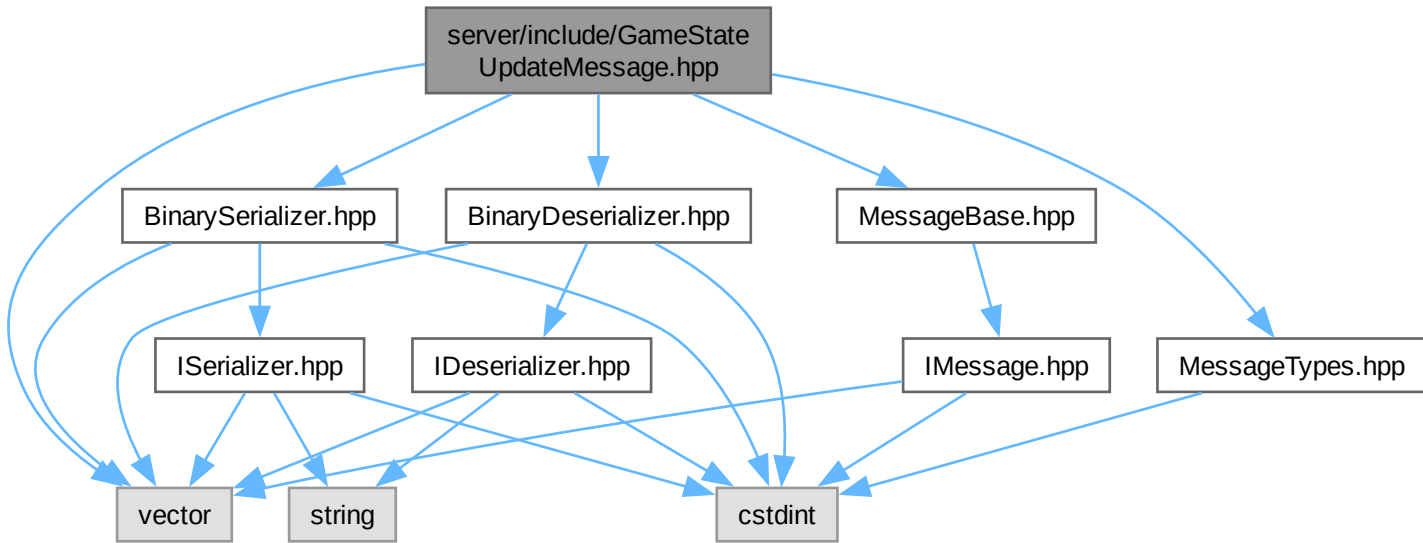 server/include/GameState
UpdateMessage.hpp
BinarySerializer.hpp
BinaryDeserializer.hpp
MessageBase.hpp
ISerializer.hpp
IDeserializer.hpp
IMessage.hpp
MessageTypes.hpp
vector
string
cstdint